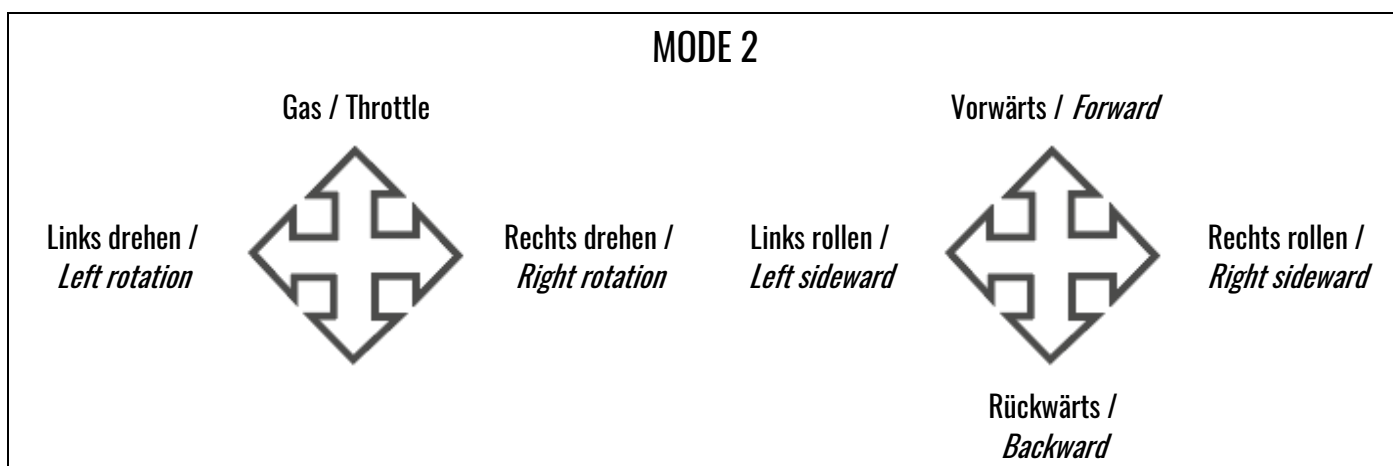 MODE 2
Gas / Throttle
Vorwärts / Forward
Links drehen /
Left rotation
Rechts drehen /
Right rotation
Links rollen /
Left sideward
Rechts rollen /
Right sideward
Rückwärts /
Backward